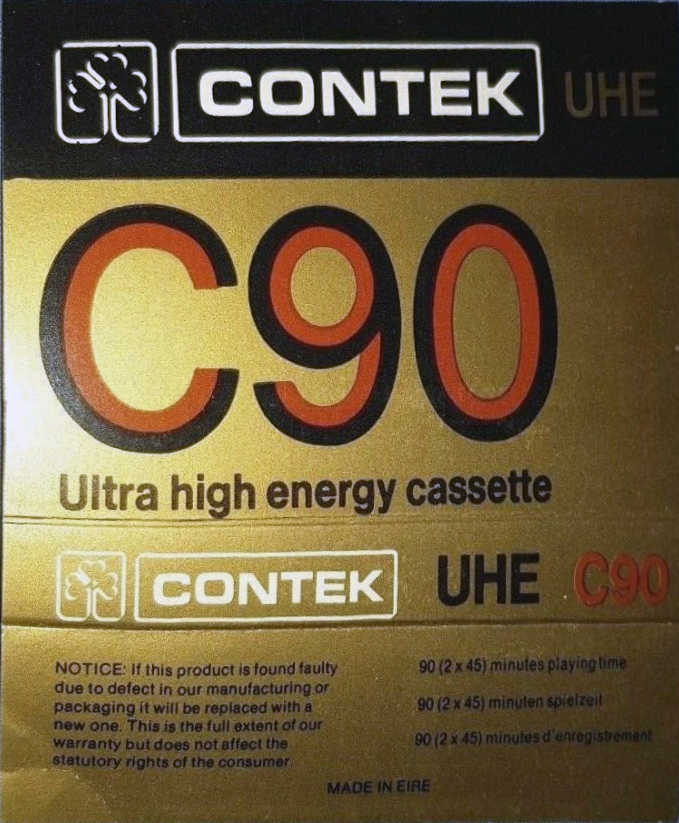 CONTEK UHE
C90
Ultra high energy cassette
CONTEK UHE C90
NOTICE: If this product is found faulty
due to defect in our manufacturing or
packaging it will be replaced with a
new one. This is the full extent of our
warranty but does not affect the
statutory rights of the consumer.
90 (2 x 45) minutes playing time
90 (2 x 45) minuten spielzeit
90 (2 x 45) minutes d'enregistrement
MADE IN EIRE